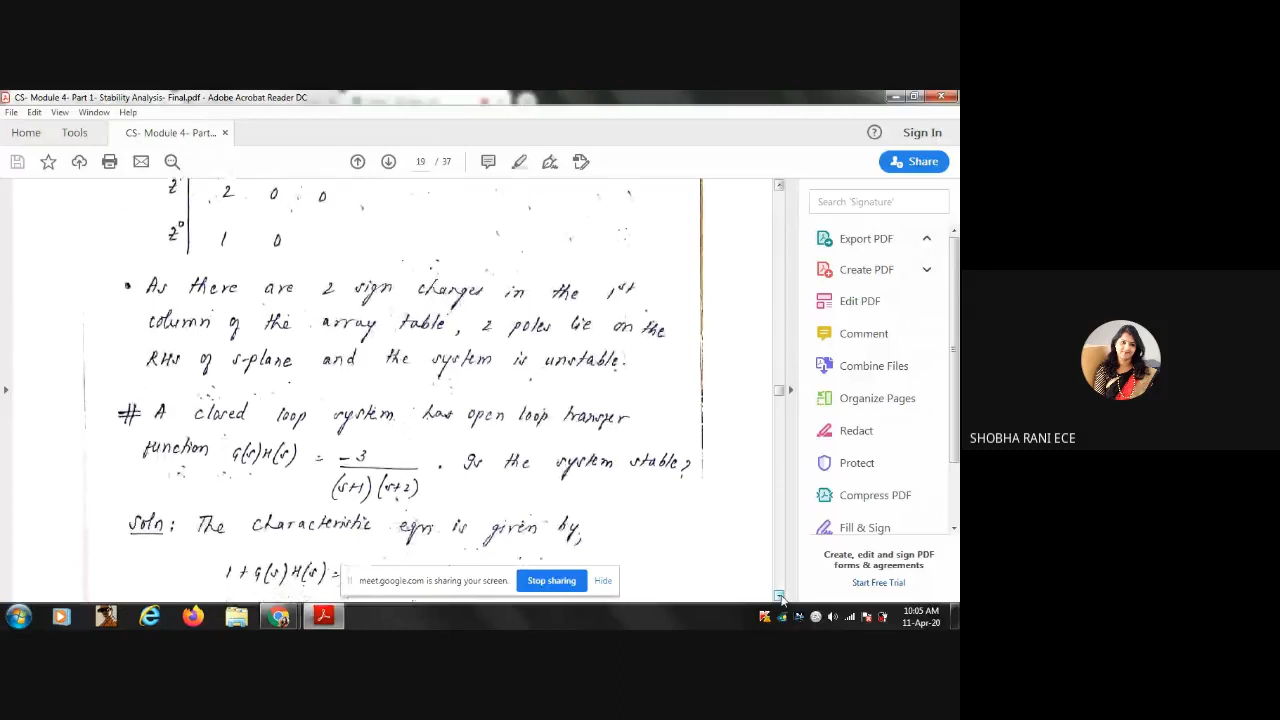 CS- Module 4- Part 1- Stability Analysis- Final.pdf - Adobe Acrobat Reader DC
File Edit View Window Help
Home Tools CS- Module 4- Part... × Sign In
19 / 37
Share
z
2 0 0
z⁰ 1 0
• As there are 2 sign changes in the 1st
column of the array table, 2 poles lie on the
RHS of s-plane and the system is unstable.
# A closed loop system has open loop transfer
function G(s)H(s) = -3 / (s+1)(s+2) . Is the system stable?
Soln: The characteristic eqn is given by,
1 + G(s)H(s) =
meet.google.com is sharing your screen. Stop sharing Hide
Search 'Signature'
Export PDF
Create PDF
Edit PDF
Comment
Combine Files
Organize Pages
Redact
Protect
Compress PDF
Fill & Sign
Create, edit and sign PDF
forms & agreements
Start Free Trial
10:05 AM
11-Apr-20
SHOBHA RANI ECE